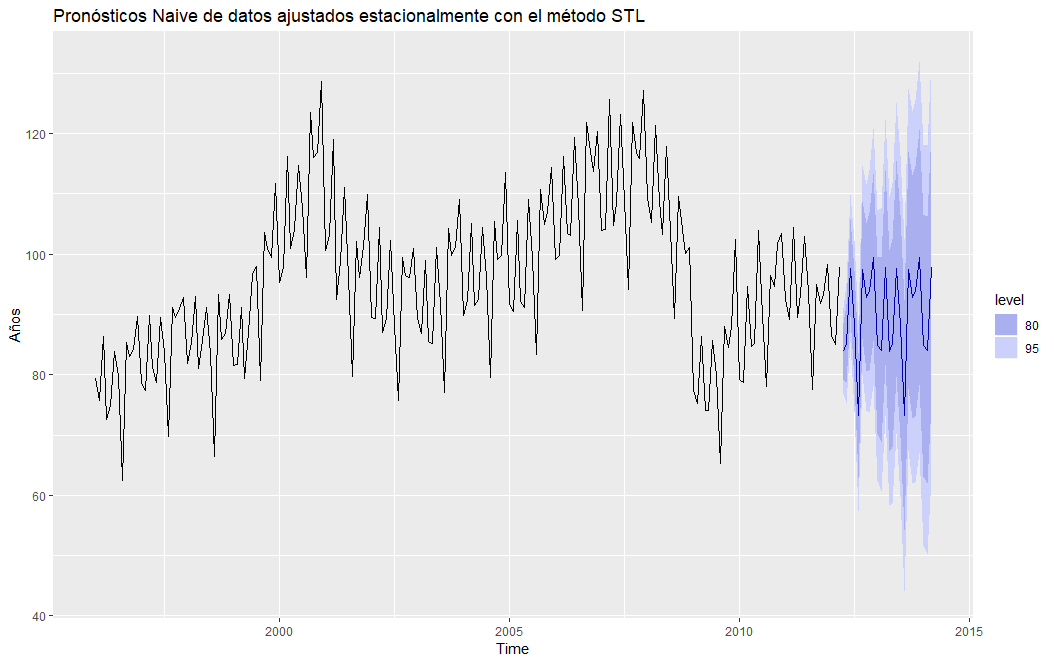 Pronósticos Naive de datos ajustados estacionalmente con el método STL
Años
120
100
80
60
40
2000
2005
2010
2015
Time
level
80
95